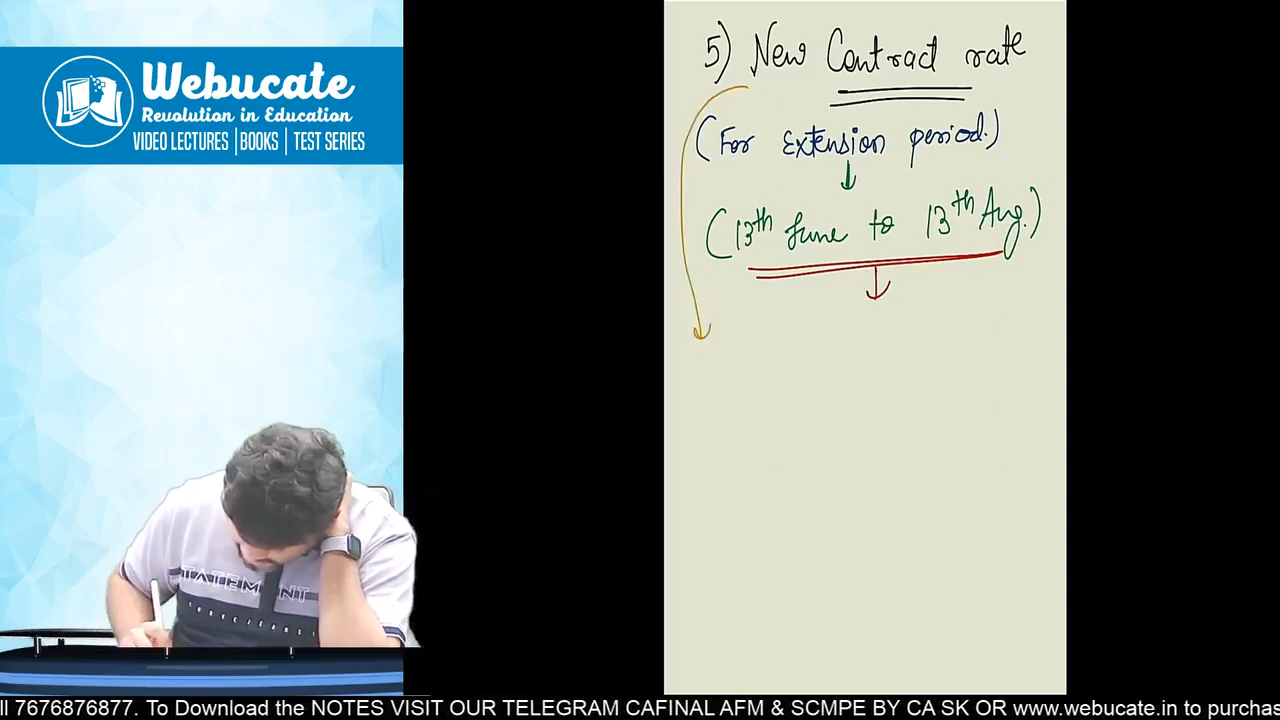 Webucate
Revolution in Education
VIDEO LECTURES | BOOKS | TEST SERIES
5) New Contract rate
(For extension period.)
(13th June to 13th Aug.)
TATEMENT
ll 7676876877. To Download the NOTES VISIT OUR TELEGRAM CAFINAL AFM & SCMPE BY CA SK OR www.webucate.in to purchas